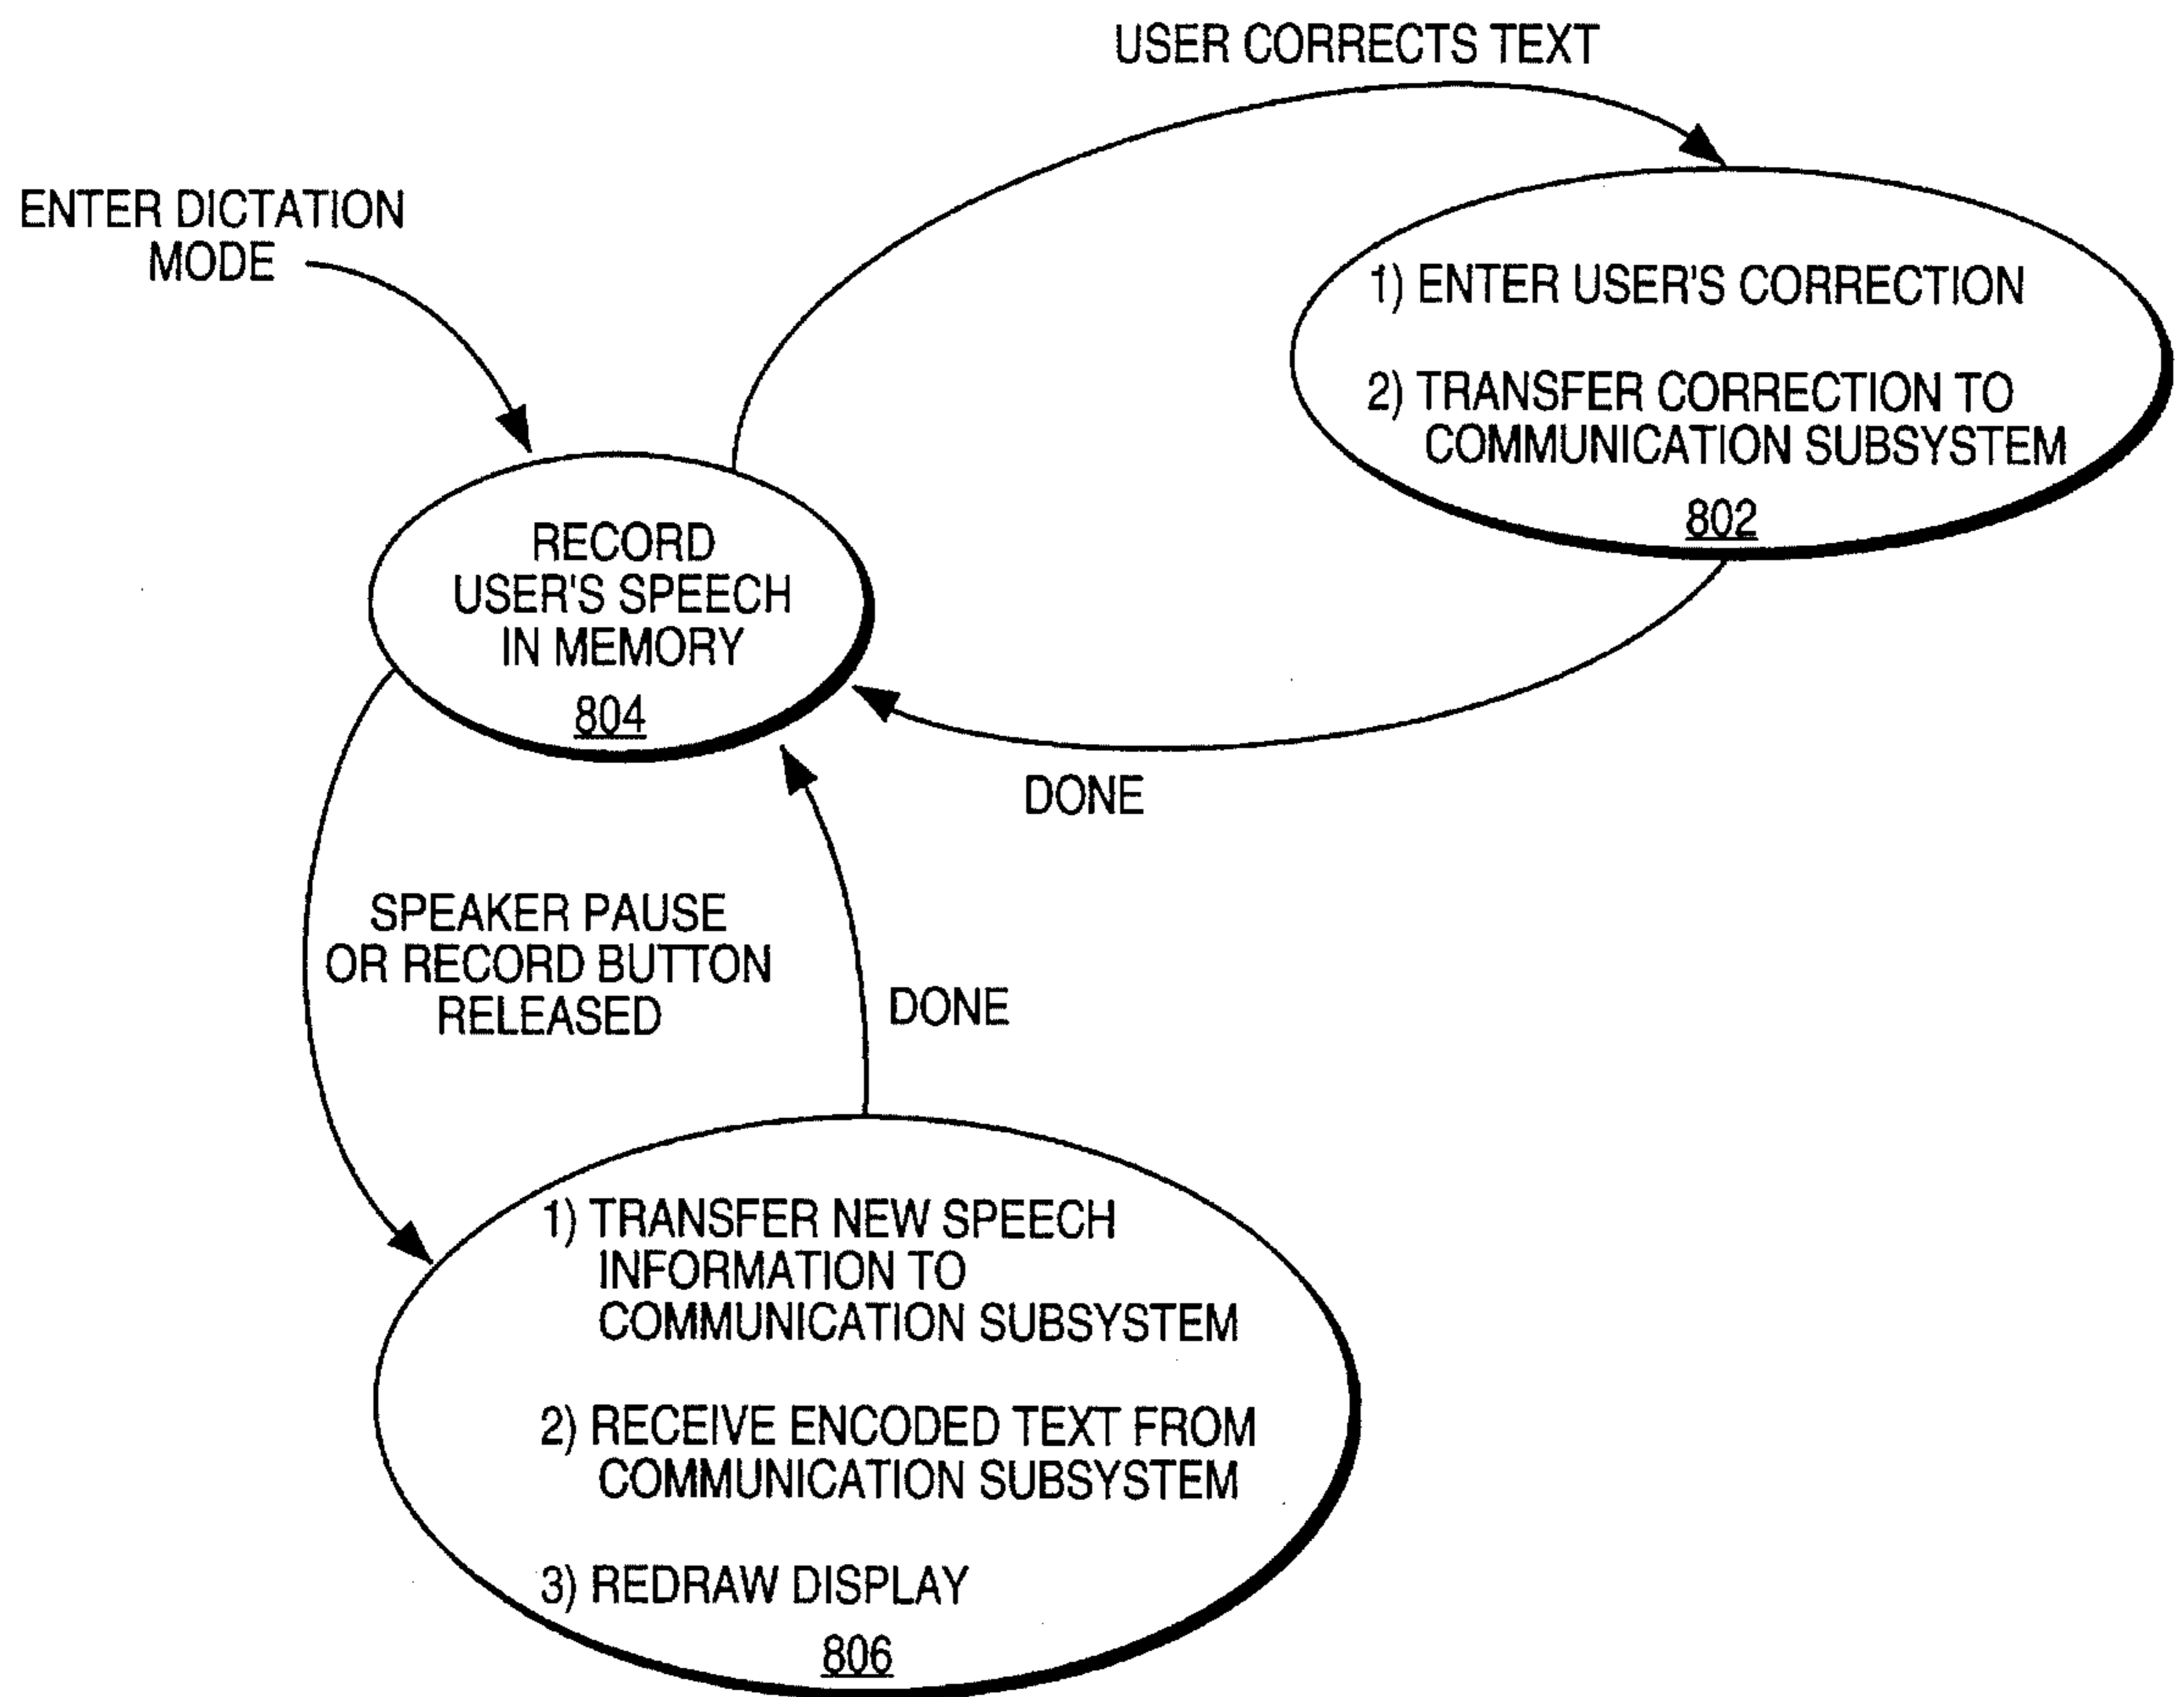 USER CORRECTS TEXT
ENTER DICTATION
MODE
1) ENTER USER'S CORRECTION
2) TRANSFER CORRECTION TO
COMMUNICATION SUBSYSTEM
802
RECORD
USER'S SPEECH
IN MEMORY
804
DONE
SPEAKER PAUSE
OR RECORD BUTTON
RELEASED
DONE
1) TRANSFER NEW SPEECH
INFORMATION TO
COMMUNICATION SUBSYSTEM
2) RECEIVE ENCODED TEXT FROM
COMMUNICATION SUBSYSTEM
3) REDRAW DISPLAY
806